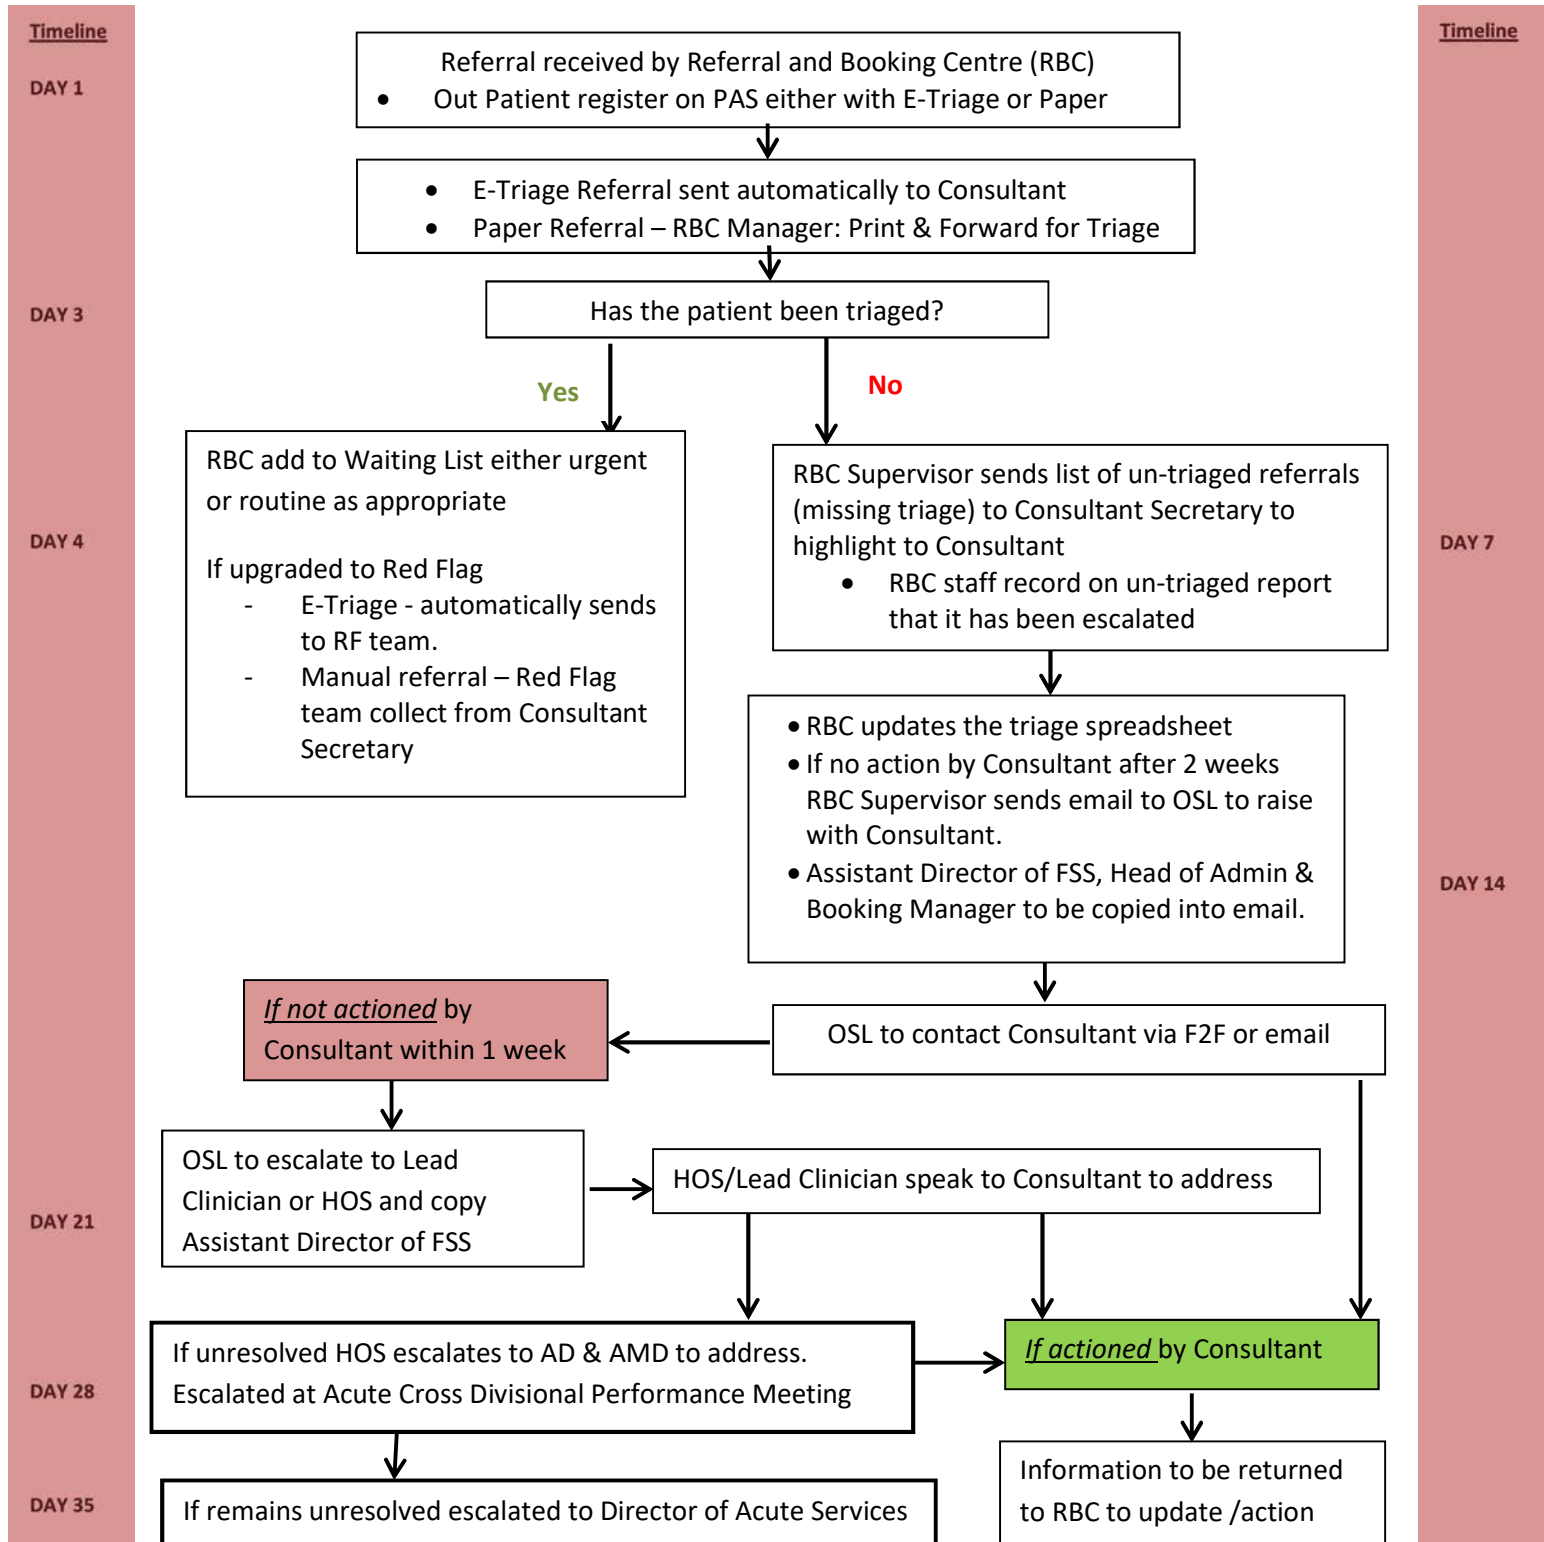 Timeline
Timeline
DAY 1
Referral received by Referral and Booking Centre (RBC)
• Out Patient register on PAS either with E-Triage or Paper
• E-Triage Referral sent automatically to Consultant
• Paper Referral – RBC Manager: Print & Forward for Triage
DAY 3
Has the patient been triaged?
Yes
No
RBC add to Waiting List either urgent
or routine as appropriate
DAY 4
If upgraded to Red Flag
- E-Triage - automatically sends
to RF team.
- Manual referral – Red Flag
team collect from Consultant
Secretary
RBC Supervisor sends list of un-triaged referrals
(missing triage) to Consultant Secretary to
highlight to Consultant
• RBC staff record on un-triaged report
that it has been escalated
DAY 7
• RBC updates the triage spreadsheet
• If no action by Consultant after 2 weeks
RBC Supervisor sends email to OSL to raise
with Consultant.
• Assistant Director of FSS, Head of Admin &
Booking Manager to be copied into email.
DAY 14
If not actioned by
Consultant within 1 week
OSL to contact Consultant via F2F or email
OSL to escalate to Lead
Clinician or HOS and copy
Assistant Director of FSS
DAY 21
HOS/Lead Clinician speak to Consultant to address
If unresolved HOS escalates to AD & AMD to address.
Escalated at Acute Cross Divisional Performance Meeting
DAY 28
If actioned by Consultant
DAY 35
If remains unresolved escalated to Director of Acute Services
Information to be returned
to RBC to update /action